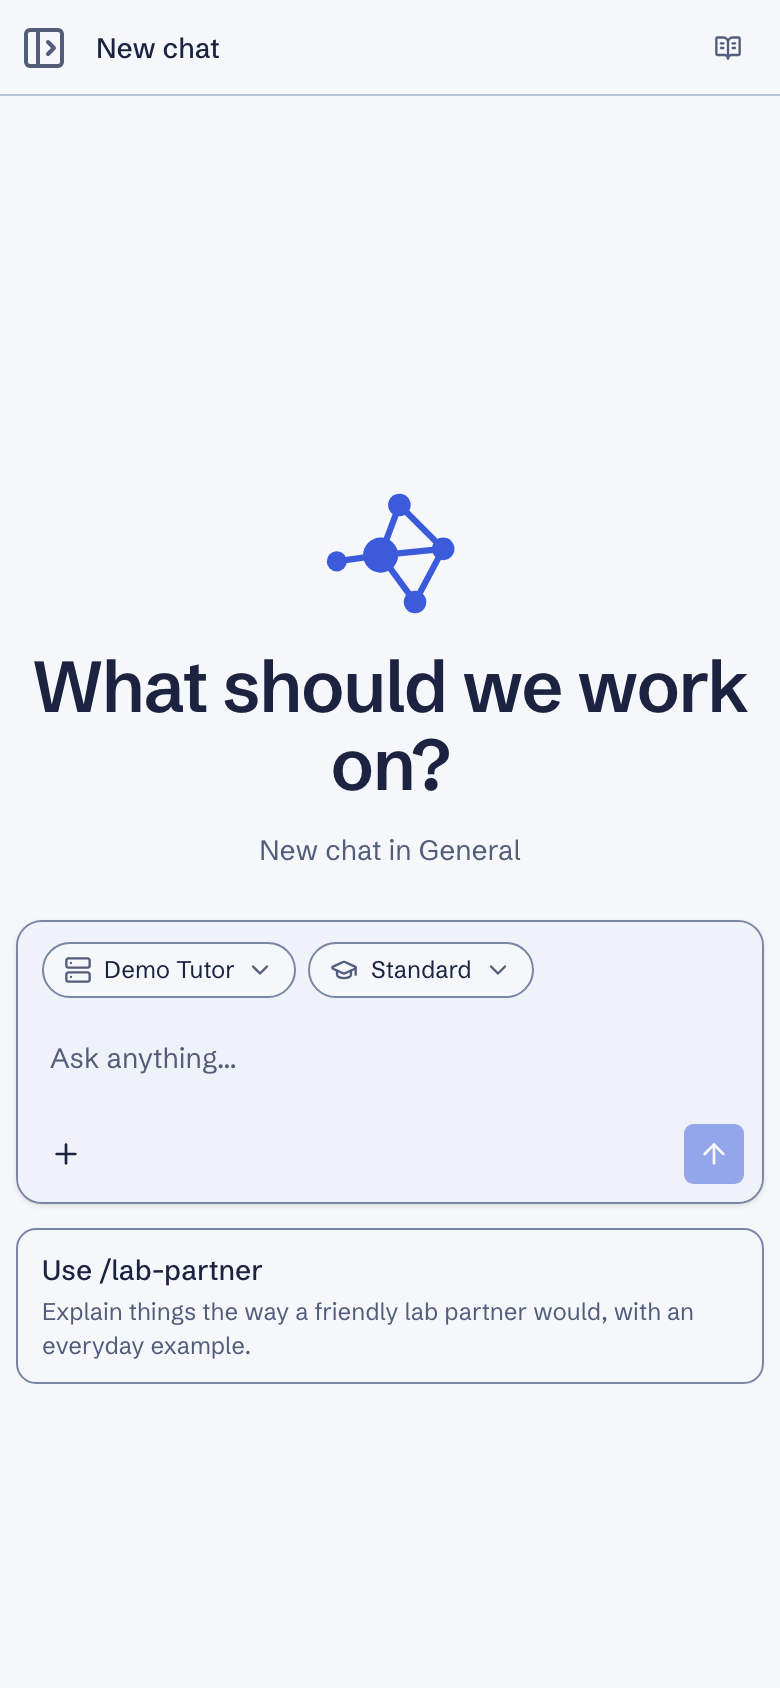 New chat
What should we work
on?
New chat in General
Demo Tutor
Standard
Ask anything...
Use /lab-partner
Explain things the way a friendly lab partner would, with an
everyday example.